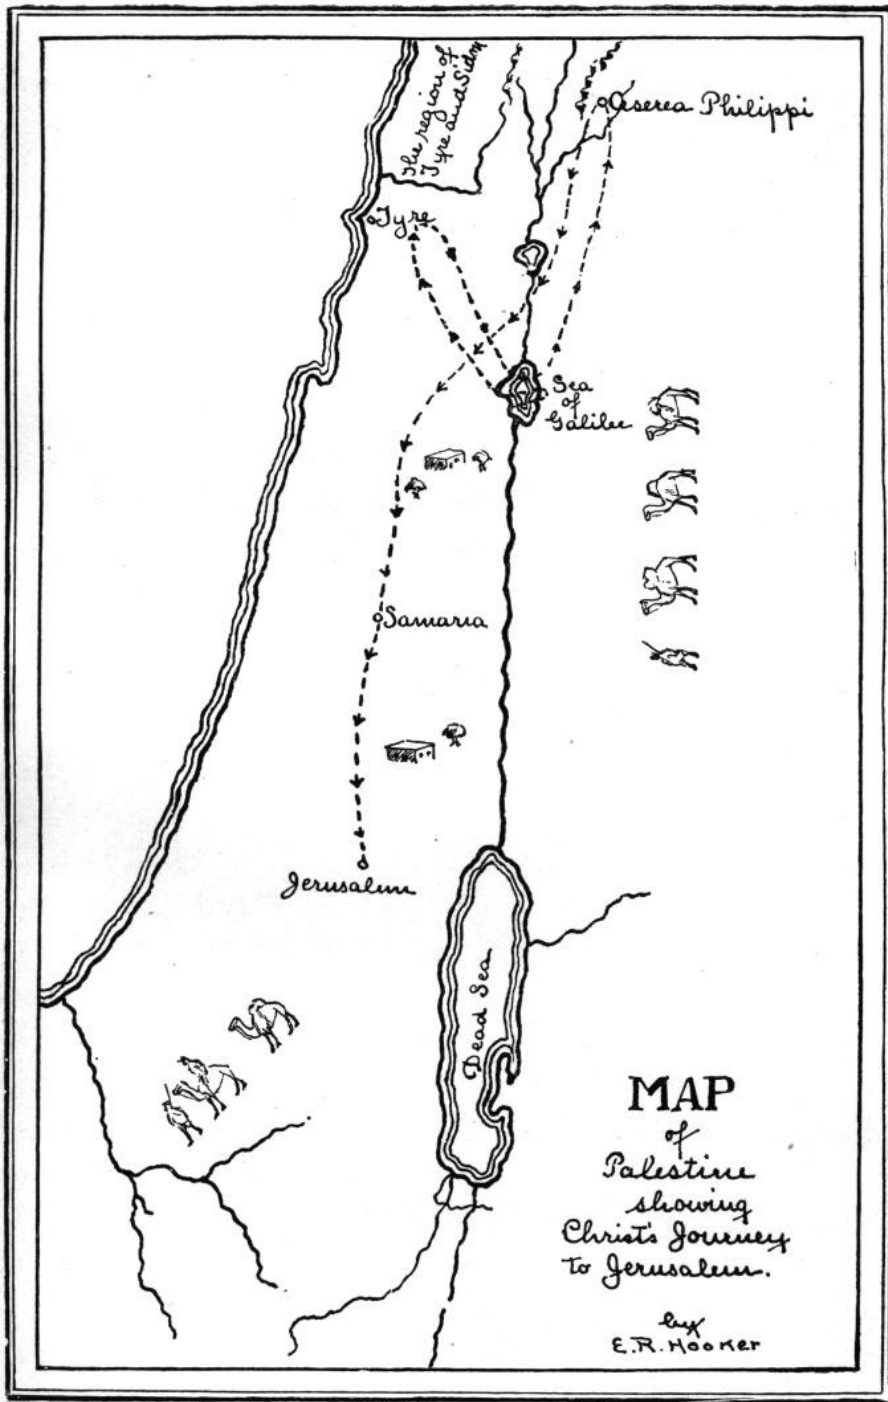 The region of
Tyre and Sidon
Caserea Philippi
Tyre
Sea
of
Galilee
Samaria
Jerusalem
Dead Sea
MAP
of
Palestine
showing
Christ's Journey
to Jerusalem.
by
E.R. Hooker